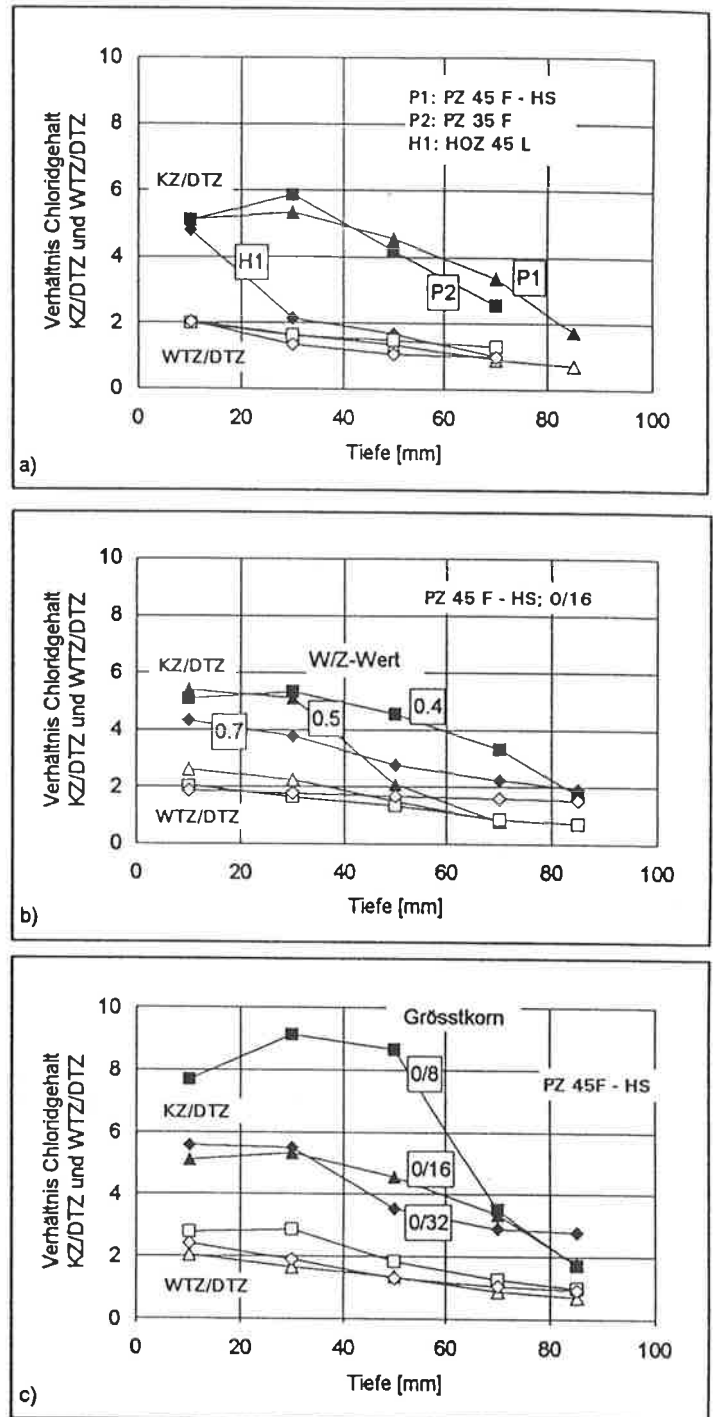 10
8
6
4
2
0
Verhältnis Chloridgehalt
KZ/DTZ und WTZ/DTZ
P1: PZ 45 F - HS
P2: PZ 35 F
H1: HOZ 45 L
KZ/DTZ
H1
P2
P1
WTZ/DTZ
0 20 40 60 80 100
Tiefe [mm]
a)
10
8
6
4
2
0
Verhältnis Chloridgehalt
KZ/DTZ und WTZ/DTZ
PZ 45 F - HS; 0/16
W/Z-Wert
KZ/DTZ
0.7
0.5
0.4
WTZ/DTZ
0 20 40 60 80 100
Tiefe [mm]
b)
10
8
6
4
2
0
Verhältnis Chloridgehalt
KZ/DTZ und WTZ/DTZ
Grösstkorn
PZ 45F - HS
0/8
KZ/DTZ
0/16
0/32
WTZ/DTZ
0 20 40 60 80 100
Tiefe [mm]
c)